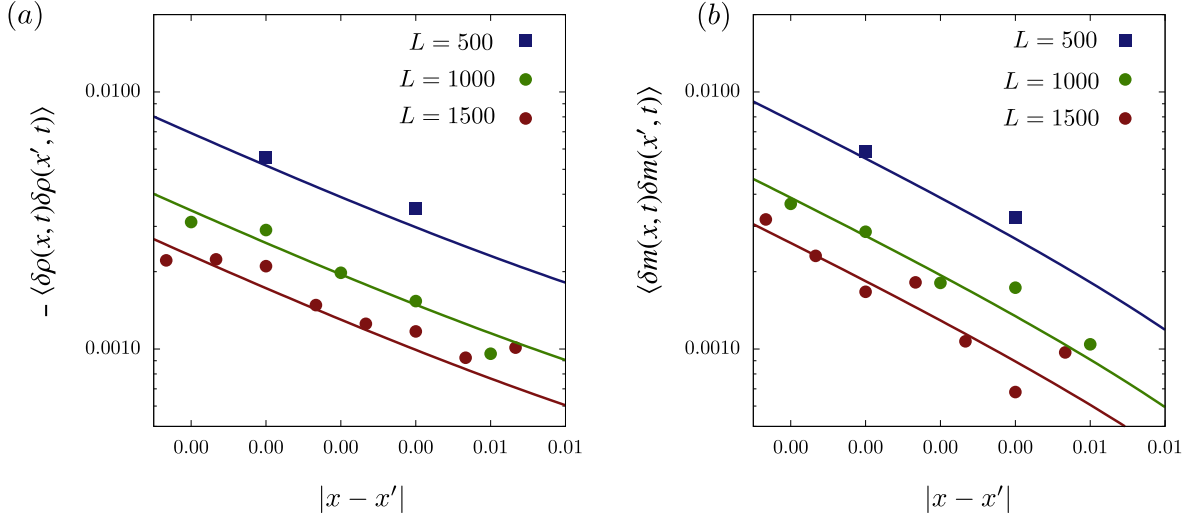 (a)
L = 500
L = 1000
L = 1500
0.0100
0.0010
− ⟨δρ(x, t)δρ(x′, t)⟩
0.00 0.00 0.00 0.00 0.01 0.01
|x − x′|
(b)
L = 500
L = 1000
L = 1500
0.0100
0.0010
⟨δm(x, t)δm(x′, t)⟩
0.00 0.00 0.00 0.00 0.01 0.01
|x − x′|